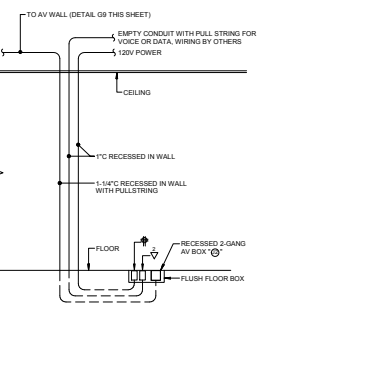 TO AV WALL (DETAIL G9 THIS SHEET)
EMPTY CONDUIT WITH PULL STRING FOR
VOICE OR DATA, WIRING BY OTHERS
120V POWER
CEILING
1"C RECESSED IN WALL
1-1/4"C RECESSED IN WALL
WITH PULLSTRING
FLOOR
2
RECESSED 2-GANG
AV BOX
FLUSH FLOOR BOX